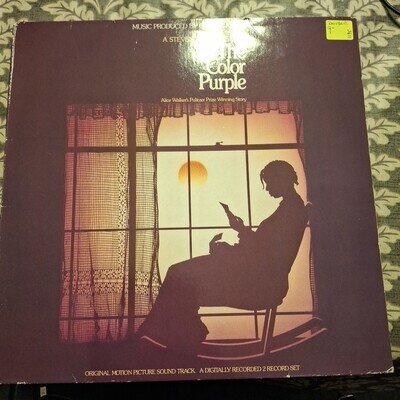 MUSIC PRODUCED
A
The
Color
Purple
Alice Walker's Pulitzer Prize Winning Story
ORIGINAL MOTION PICTURE SOUND TRACK. A DIGITALLY RECORDED 2 RECORD SET